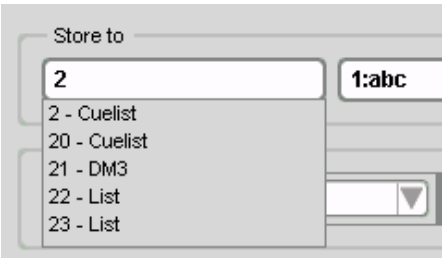 Store to
2
1:abc
2 - Cuelist
20 - Cuelist
21 - DM3
22 - List
23 - List